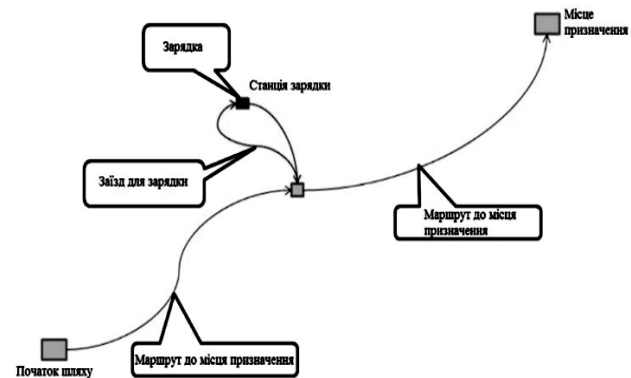 Місце
призначення
Зарядка
Станція зарядки
Заїзд для зарядки
Маршрут до місця
призначення
Маршрут до місця призначення
Початок шляху